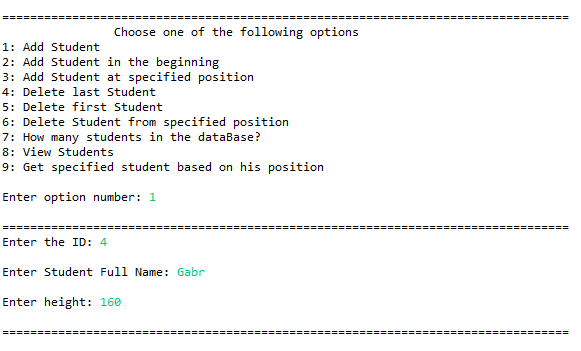 =================================================================================
Choose one of the following options
1: Add Student
2: Add Student in the beginning
3: Add Student at specified position
4: Delete last Student
5: Delete first Student
6: Delete Student from specified position
7: How many students in the dataBase?
8: View Students
9: Get specified student based on his position
Enter option number: 1
=================================================================================
Enter the ID: 4
Enter Student Full Name: Gabr
Enter height: 160
=================================================================================